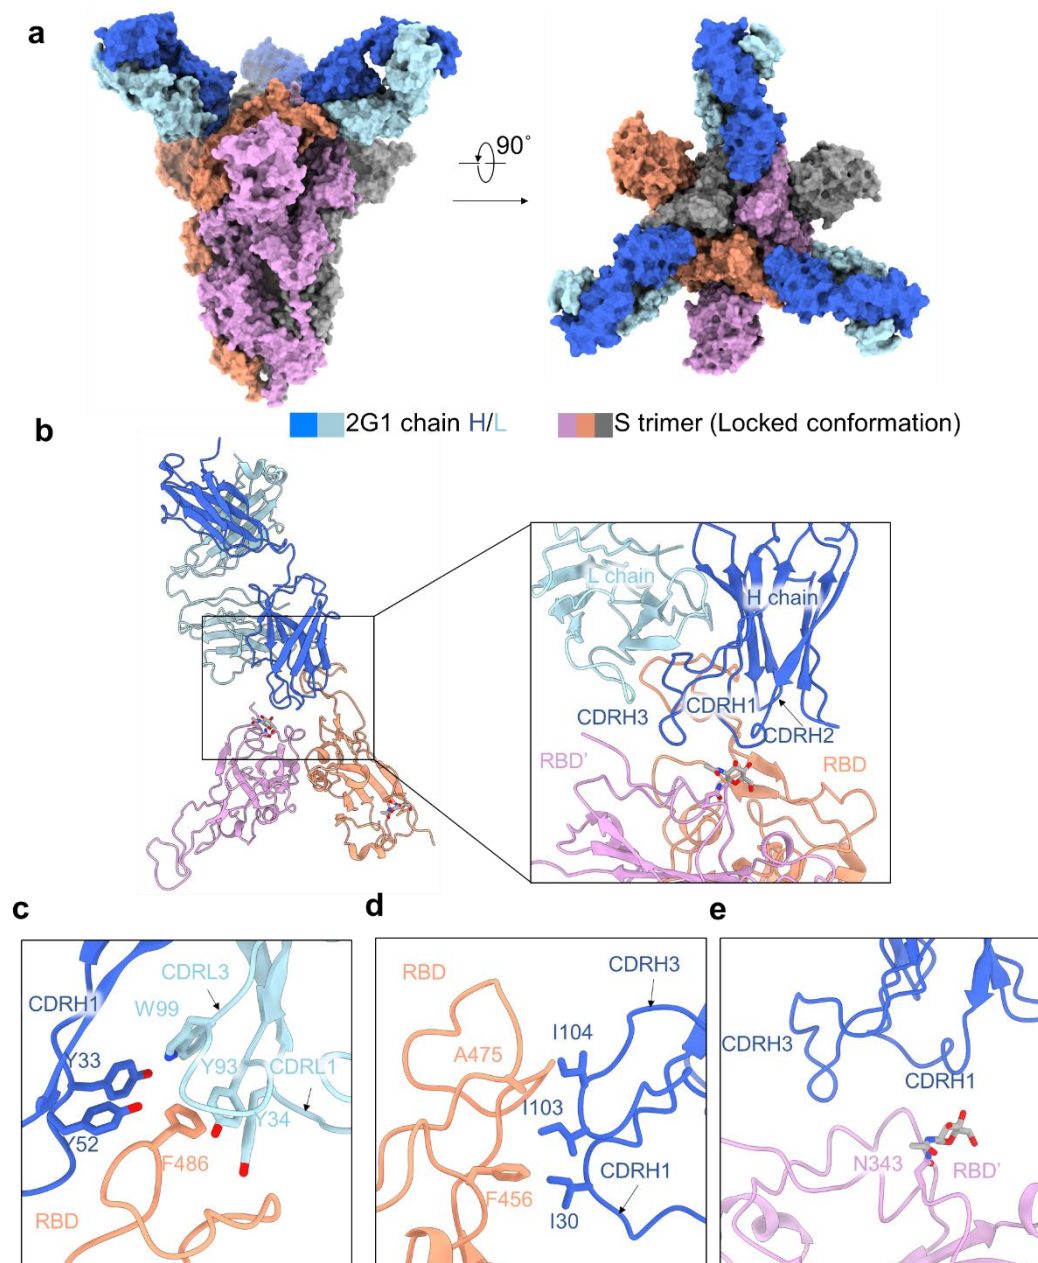 a
90°
2G1 chain H/L
S trimer (Locked conformation)
b
L chain
H chain
CDRH3
CDRH1
CDRH2
RBD'
RBD
c
CDRL3
CDRH1
W99
Y33
Y93
CDRL1
Y52
Y34
F486
RBD
d
RBD
CDRH3
I104
A475
I103
CDRH1
F456
I30
e
CDRH3
CDRH1
N343
RBD'